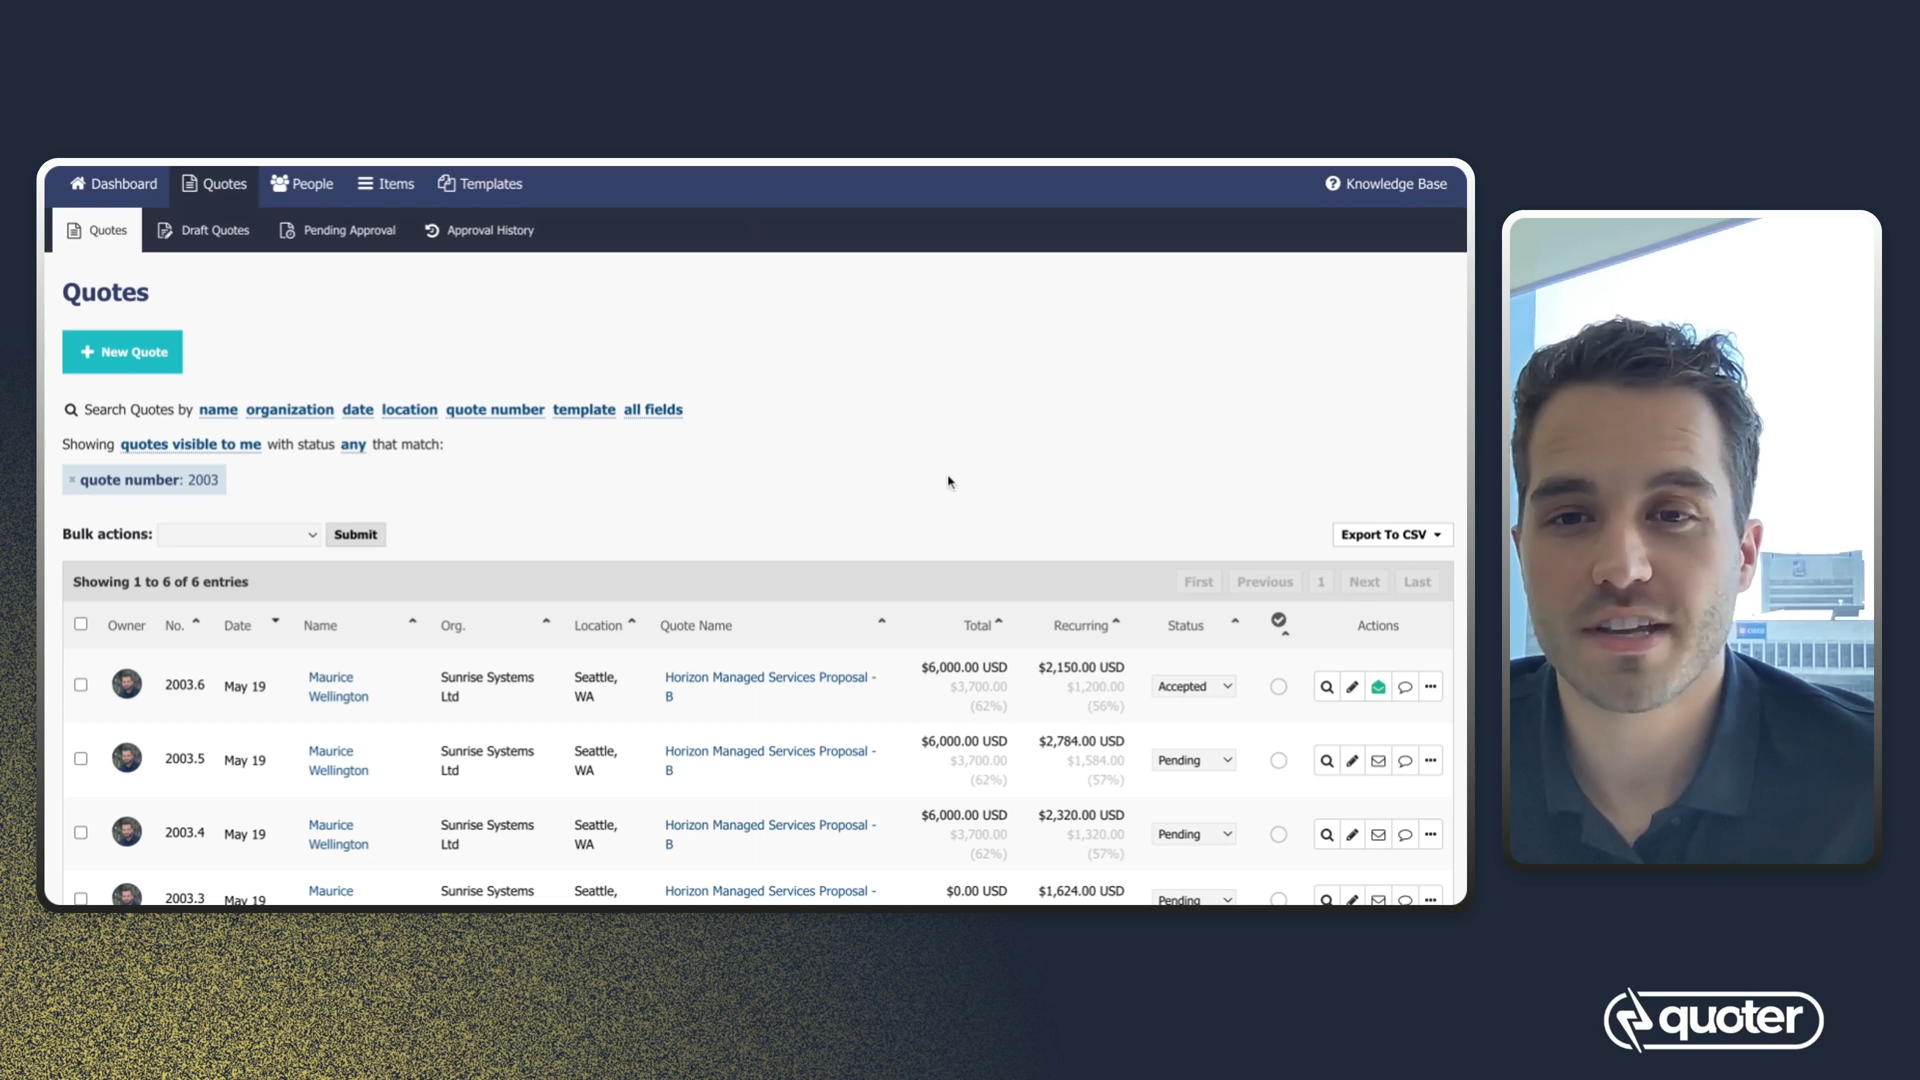 Dashboard Quotes People Items Templates Knowledge Base
Quotes Draft Quotes Pending Approval Approval History
Quotes
+ New Quote
Search Quotes by name organization date location quote number template all fields
Showing quotes visible to me with status any that match:
× quote number: 2003
Bulk actions: Submit Export To CSV
Showing 1 to 6 of 6 entries First Previous 1 Next Last
Owner No. Date Name Org. Location Quote Name Total Recurring Status Actions
2003.6 May 19 Maurice Wellington Sunrise Systems Ltd Seattle, WA Horizon Managed Services Proposal - B $6,000.00 USD $3,700.00 (62%) $2,150.00 USD $1,200.00 (56%) Accepted
2003.5 May 19 Maurice Wellington Sunrise Systems Ltd Seattle, WA Horizon Managed Services Proposal - B $6,000.00 USD $3,700.00 (62%) $2,784.00 USD $1,584.00 (57%) Pending
2003.4 May 19 Maurice Wellington Sunrise Systems Ltd Seattle, WA Horizon Managed Services Proposal - B $6,000.00 USD $3,700.00 (62%) $2,320.00 USD $1,320.00 (57%) Pending
2003.3 May 19 Maurice Sunrise Systems Seattle, Horizon Managed Services Proposal - $0.00 USD $1,624.00 USD Pending
quoter